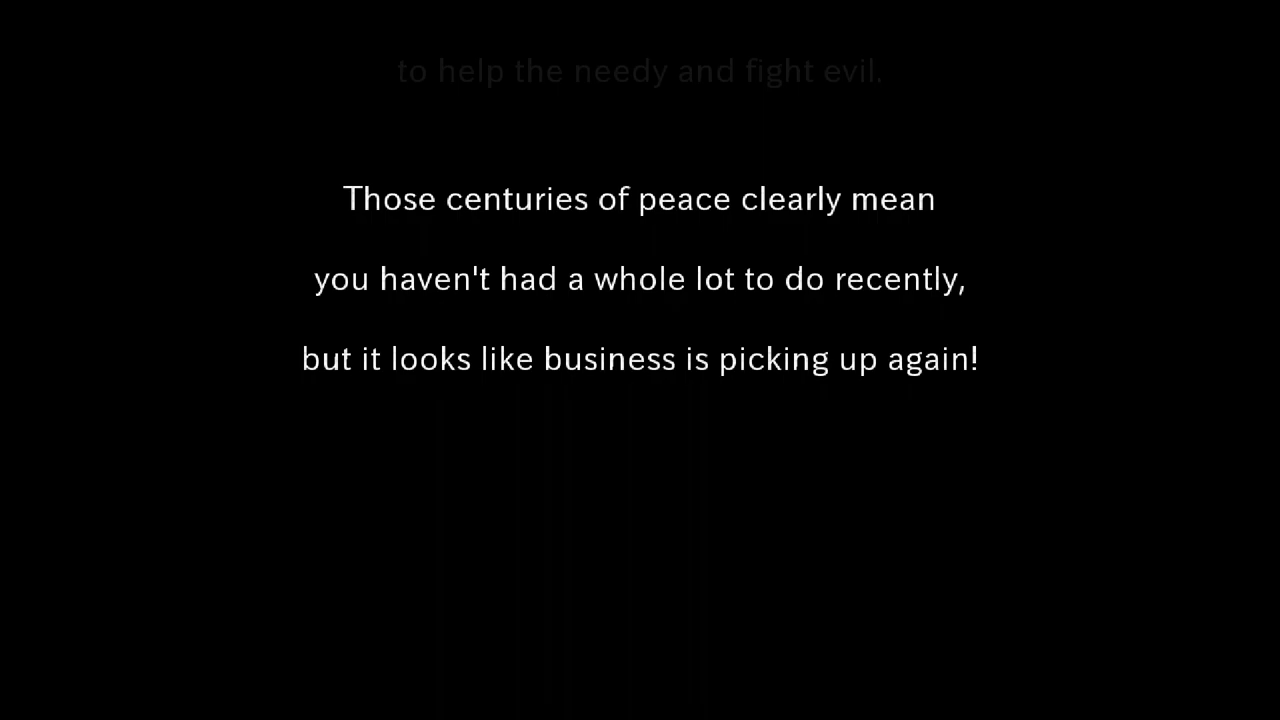 to help the needy and fight evil.
Those centuries of peace clearly mean
you haven't had a whole lot to do recently,
but it looks like business is picking up again!